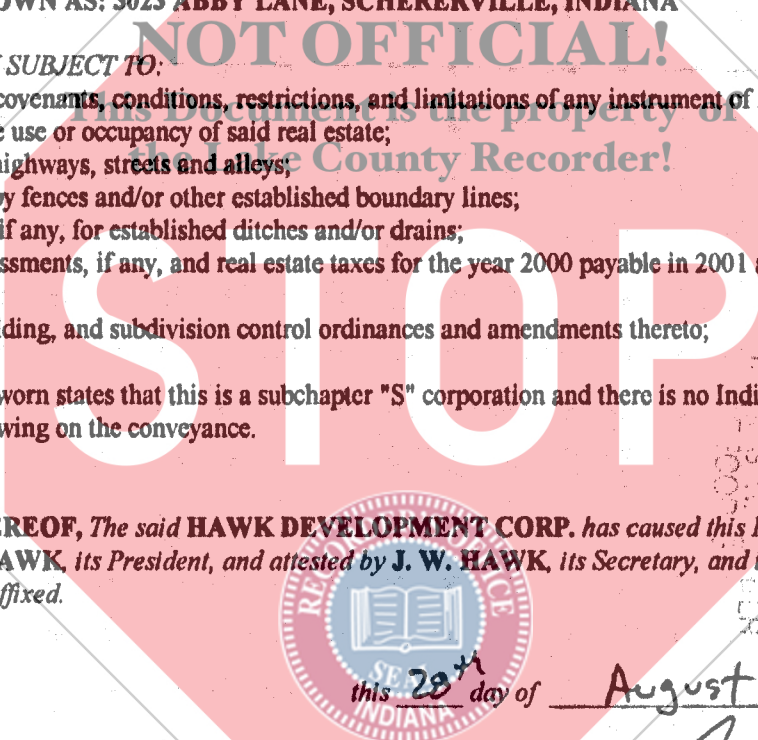 OWN AS: 3025 ABBY LANE, SCHERERVILLE, INDIANA
NOT OFFICIAL!
SUBJECT TO:
covenants, conditions, restrictions, and limitations of any instrument of
This Document is the property of
use or occupancy of said real estate;
highways, streets and alleys;
the Lake County Recorder!
y fences and/or other established boundary lines;
if any, for established ditches and/or drains;
ssments, if any, and real estate taxes for the year 2000 payable in 2001
STOP
ding, and subdivision control ordinances and amendments thereto;
worn states that this is a subchapter "S" corporation and there is no Indi
wing on the conveyance.
EREOF, The said HAWK DEVELOPMENT CORP. has caused this
AWK, its President, and attested by J. W. HAWK, its Secretary, and
ffixed.
SEAL
INDIANA
this 28th day of August